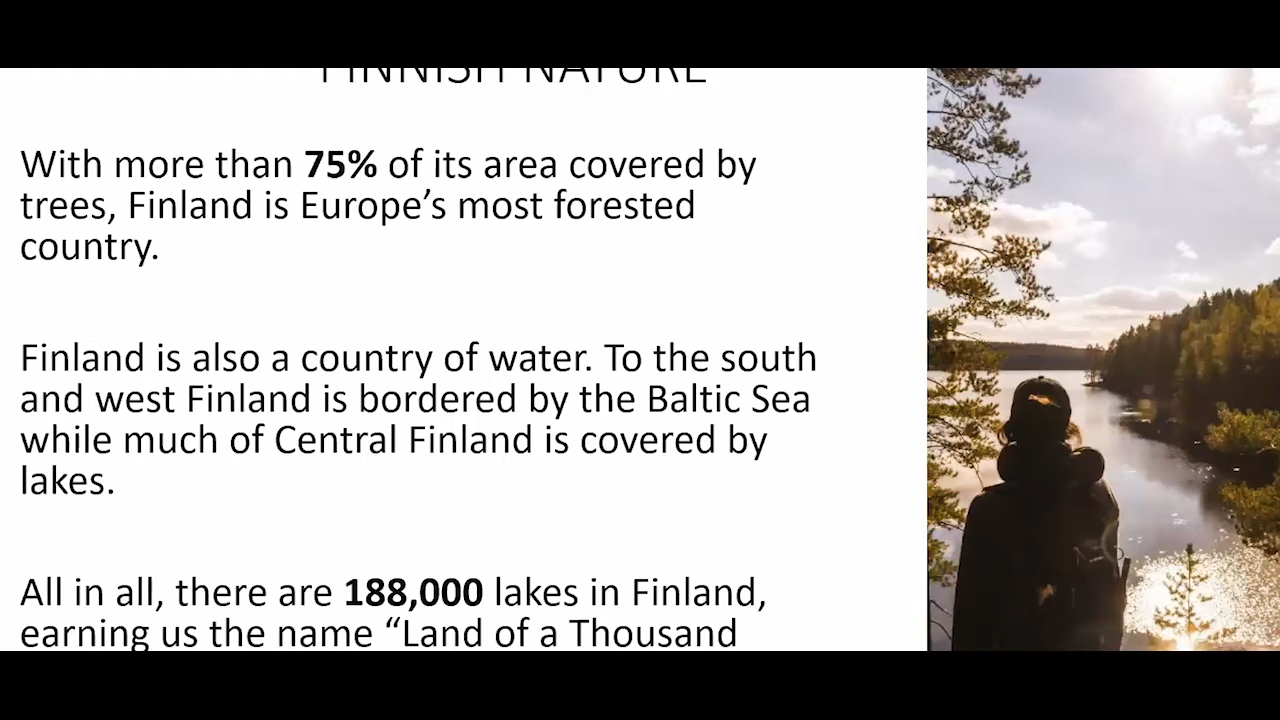 FINNISH NATURE
With more than 75% of its area covered by
trees, Finland is Europe’s most forested
country.
Finland is also a country of water. To the south
and west Finland is bordered by the Baltic Sea
while much of Central Finland is covered by
lakes.
All in all, there are 188,000 lakes in Finland,
earning us the name “Land of a Thousand